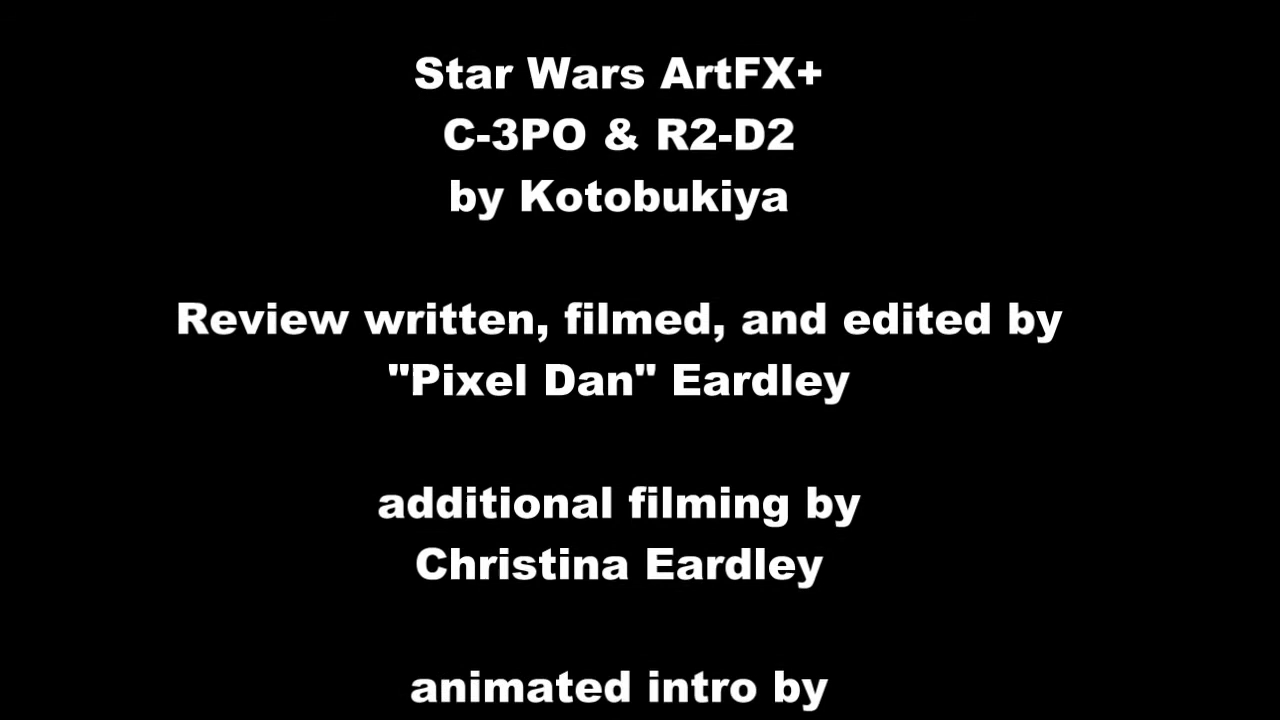 Star Wars ArtFX+
C-3PO & R2-D2
by Kotobukiya
Review written, filmed, and edited by
"Pixel Dan" Eardley
additional filming by
Christina Eardley
animated intro by